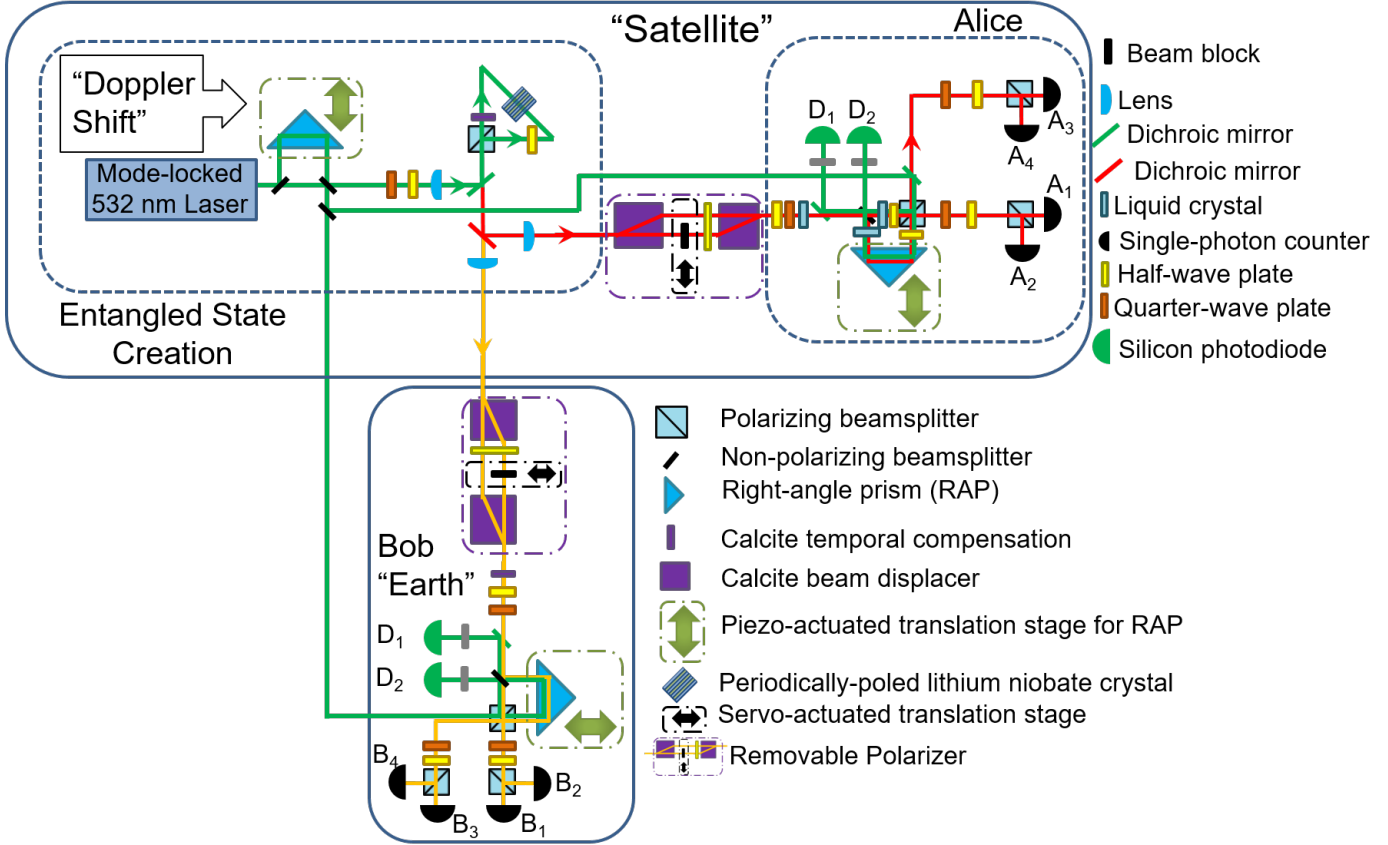 “Satellite”
Alice
“Doppler
Shift”
Mode-locked
532 nm Laser
Entangled State
Creation
D1
D2
A3
A4
A1
A2
Beam block
Lens
Dichroic mirror
Dichroic mirror
Liquid crystal
Single-photon counter
Half-wave plate
Quarter-wave plate
Silicon photodiode
Bob
“Earth”
D1
D2
B4
B2
B3
B1
Polarizing beamsplitter
Non-polarizing beamsplitter
Right-angle prism (RAP)
Calcite temporal compensation
Calcite beam displacer
Piezo-actuated translation stage for RAP
Periodically-poled lithium niobate crystal
Servo-actuated translation stage
Removable Polarizer